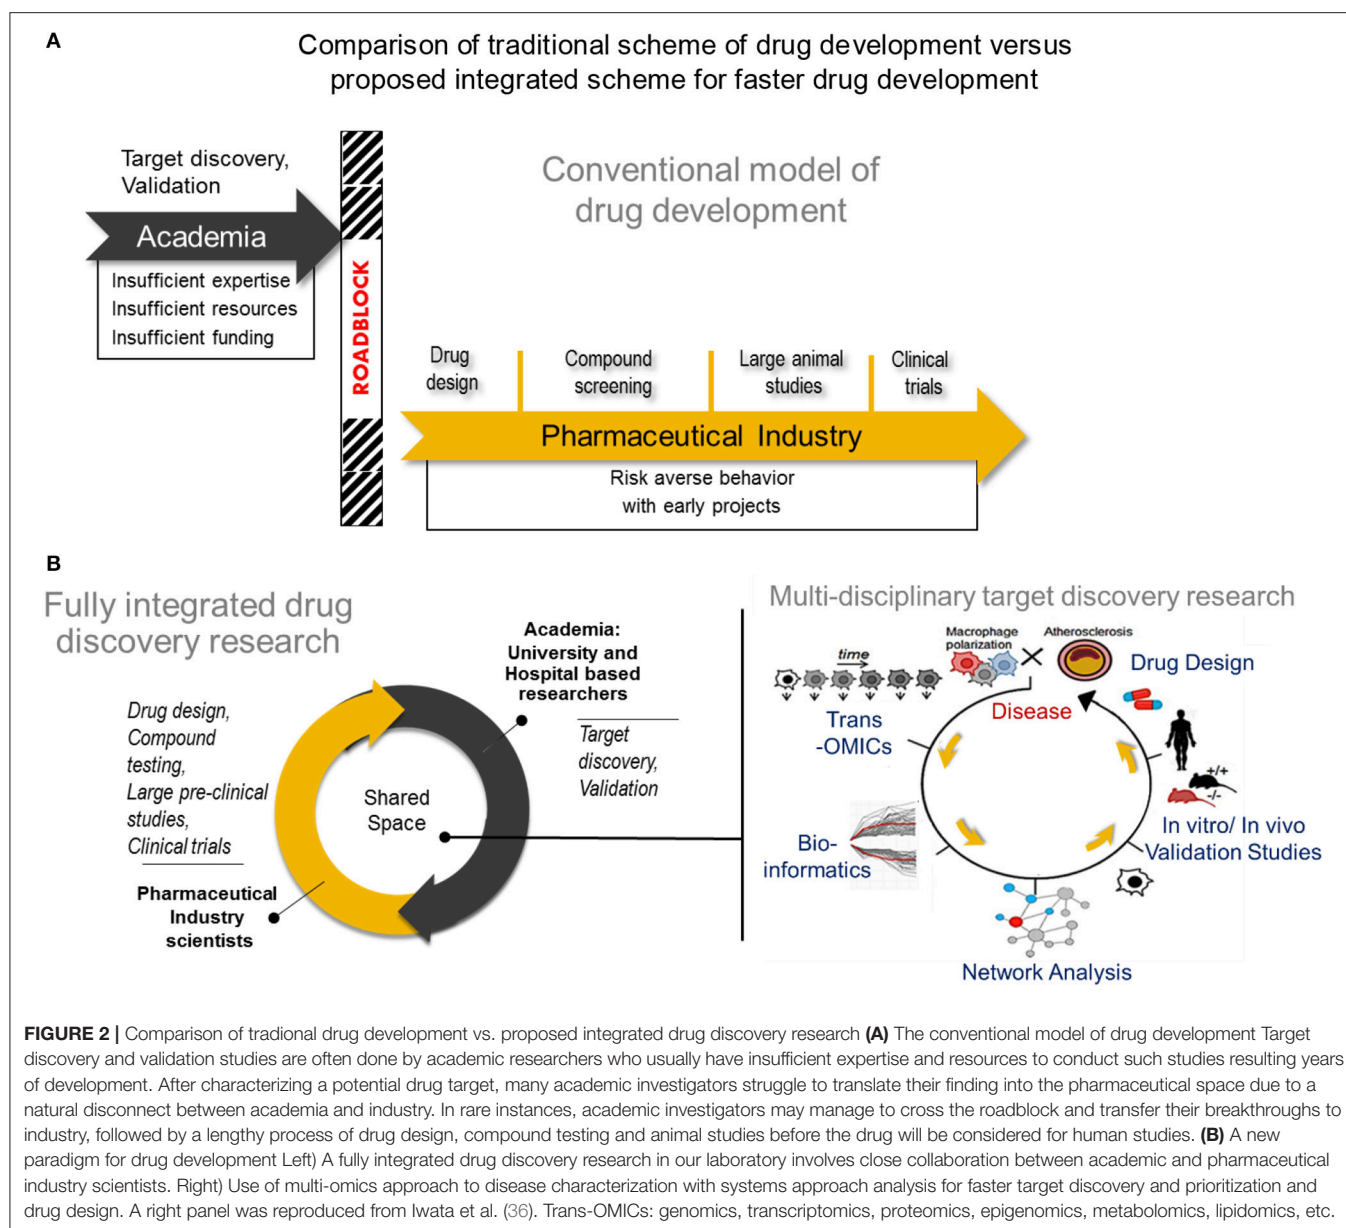 A
Comparison of traditional scheme of drug development versus
proposed integrated scheme for faster drug development
Target discovery,
Validation
Academia
Insufficient expertise
Insufficient resources
Insufficient funding
ROADBLOCK
Conventional model of
drug development
Drug
design
Compound
screening
Large animal
studies
Clinical
trials
Pharmaceutical Industry
Risk averse behavior
with early projects
B
Fully integrated drug
discovery research
Drug design,
Compound
testing,
Large pre-clinical
studies,
Clinical trials
Pharmaceutical
Industry
scientists
Shared
Space
Academia:
University and
Hospital based
researchers
Target
discovery,
Validation
Multi-disciplinary target discovery research
time
Macrophage
polarization
Atherosclerosis
Drug Design
Disease
Trans
-OMICs
+/+
-/-
In vitro/ In vivo
Validation Studies
Bio-
informatics
Network Analysis
FIGURE 2 | Comparison of tradional drug development vs. proposed integrated drug discovery research (A) The conventional model of drug development Target
discovery and validation studies are often done by academic researchers who usually have insufficient expertise and resources to conduct such studies resulting years
of development. After characterizing a potential drug target, many academic investigators struggle to translate their finding into the pharmaceutical space due to a
natural disconnect between academia and industry. In rare instances, academic investigators may manage to cross the roadblock and transfer their breakthroughs to
industry, followed by a lengthy process of drug design, compound testing and animal studies before the drug will be considered for human studies. (B) A new
paradigm for drug development Left) A fully integrated drug discovery research in our laboratory involves close collaboration between academic and pharmaceutical
industry scientists. Right) Use of multi-omics approach to disease characterization with systems approach analysis for faster target discovery and prioritization and
drug design. A right panel was reproduced from Iwata et al. (36). Trans-OMICs: genomics, transcriptomics, proteomics, epigenomics, metabolomics, lipidomics, etc.